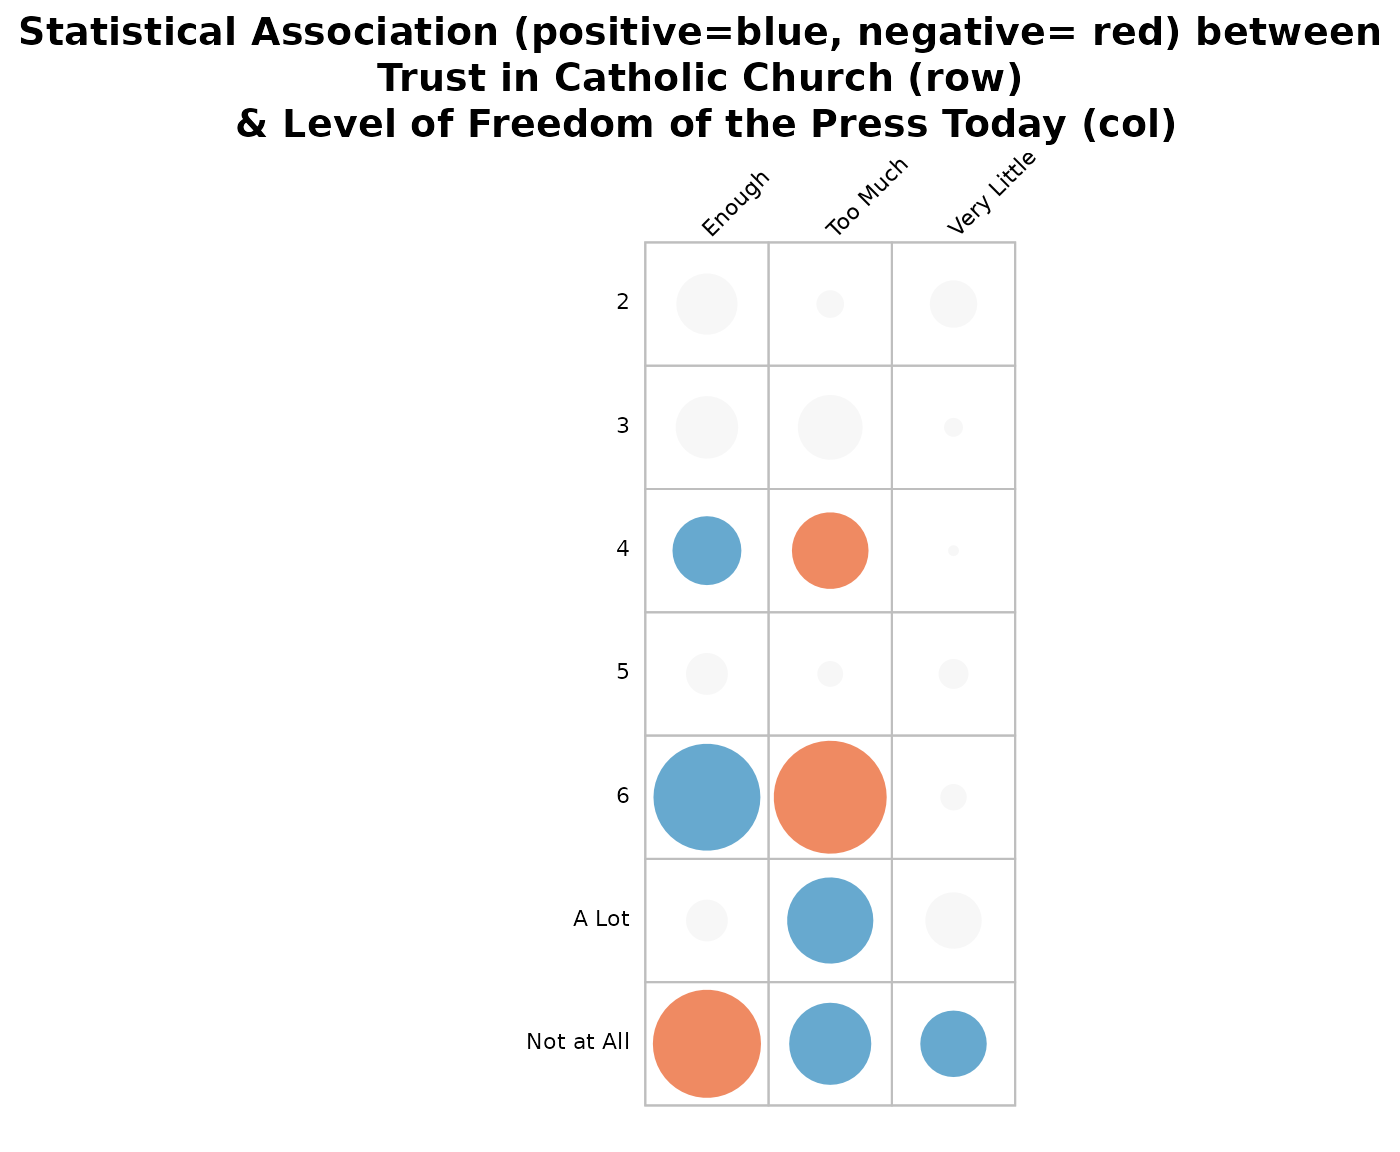 Statistical Association (positive=blue, negative= red) between
Trust in Catholic Church (row)
& Level of Freedom of the Press Today (col)
Enough
Too Much
Very Little
2
3
4
5
6
A Lot
Not at All